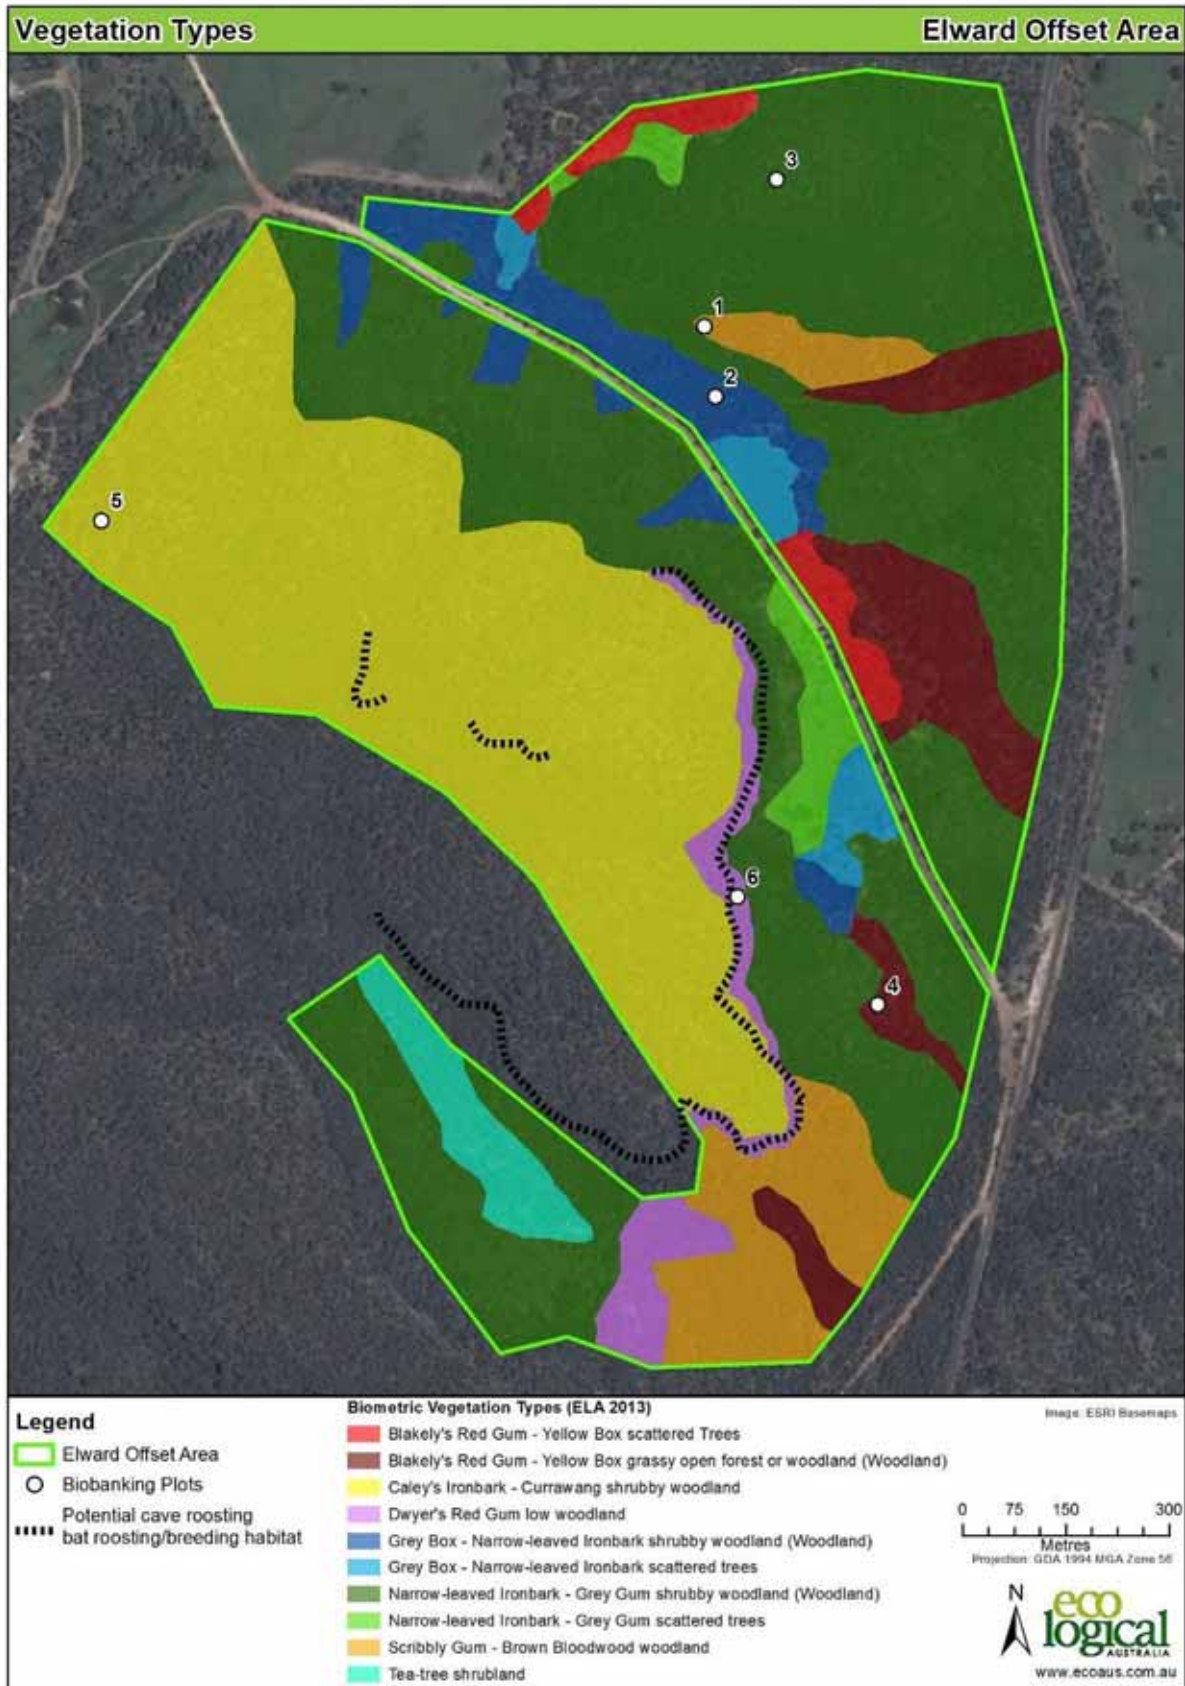 Vegetation Types
Elward Offset Area
3
1
2
5
6
4
Legend
Elward Offset Area
Biobanking Plots
Potential cave roosting
bat roosting/breeding habitat
Biometric Vegetation Types (ELA 2013)
Blakely's Red Gum - Yellow Box scattered Trees
Blakely's Red Gum - Yellow Box grassy open forest or woodland (Woodland)
Caley's Ironbark - Currawang shrubby woodland
Dwyer's Red Gum low woodland
Grey Box - Narrow-leaved Ironbark shrubby woodland (Woodland)
Grey Box - Narrow-leaved Ironbark scattered trees
Narrow-leaved Ironbark - Grey Gum shrubby woodland (Woodland)
Narrow-leaved Ironbark - Grey Gum scattered trees
Scribbly Gum - Brown Bloodwood woodland
Tea-tree shrubland
Image: ESRI Basemaps
0 75 150 300
Metres
Projection: GDA 1994 MGA Zone 56
N
eco
logical
AUSTRALIA
www.ecoaus.com.au